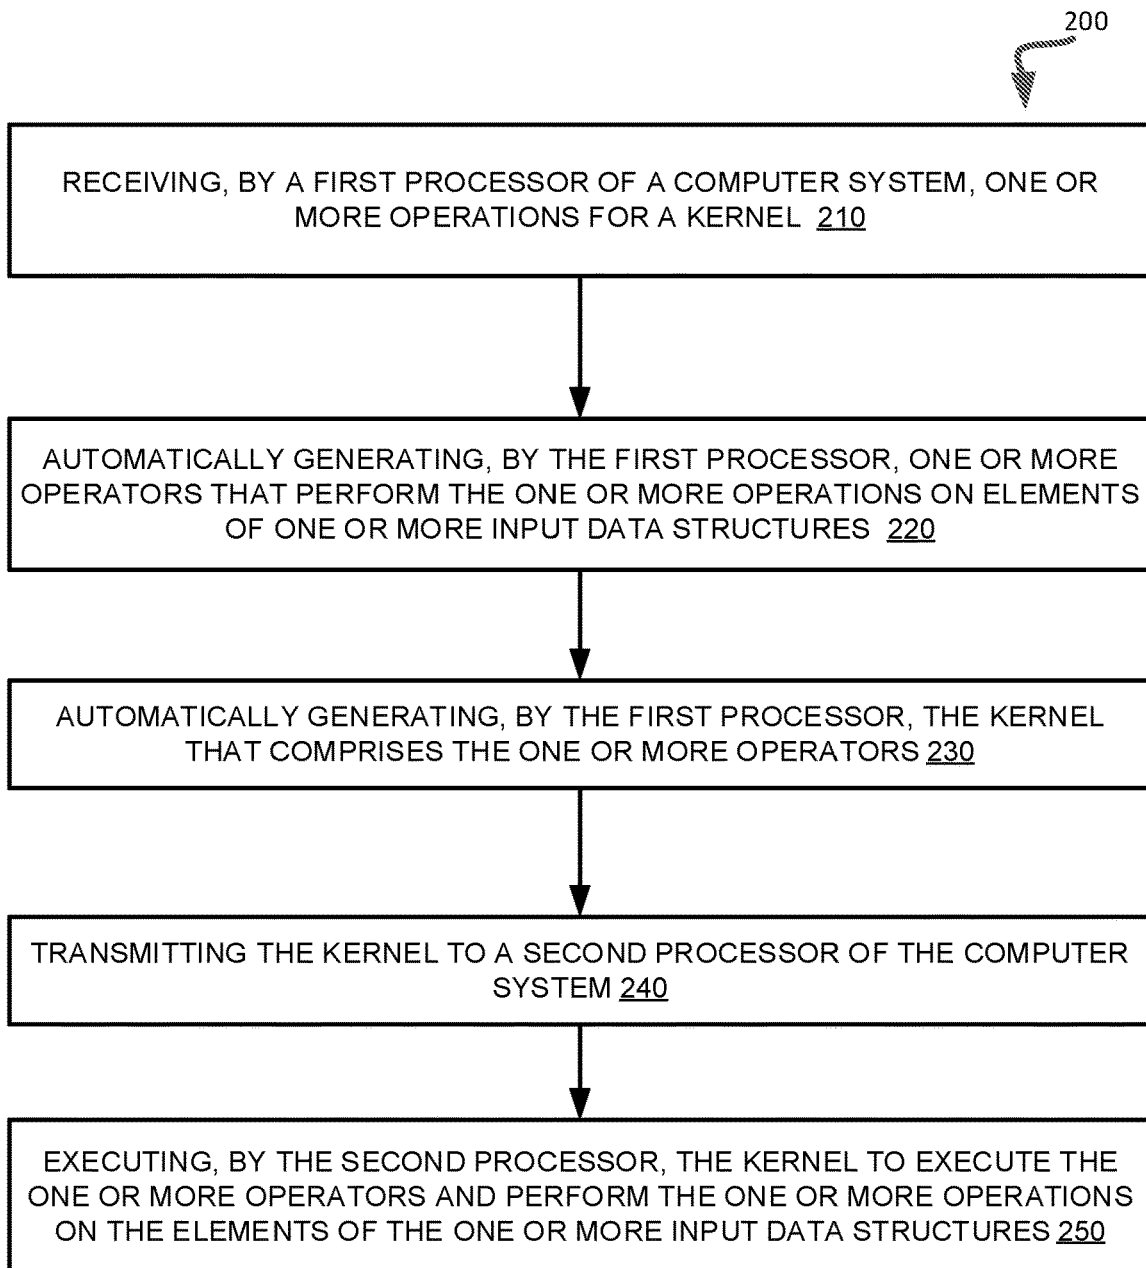 200
RECEIVING, BY A FIRST PROCESSOR OF A COMPUTER SYSTEM, ONE OR
MORE OPERATIONS FOR A KERNEL 210
AUTOMATICALLY GENERATING, BY THE FIRST PROCESSOR, ONE OR MORE
OPERATORS THAT PERFORM THE ONE OR MORE OPERATIONS ON ELEMENTS
OF ONE OR MORE INPUT DATA STRUCTURES 220
AUTOMATICALLY GENERATING, BY THE FIRST PROCESSOR, THE KERNEL
THAT COMPRISES THE ONE OR MORE OPERATORS 230
TRANSMITTING THE KERNEL TO A SECOND PROCESSOR OF THE COMPUTER
SYSTEM 240
EXECUTING, BY THE SECOND PROCESSOR, THE KERNEL TO EXECUTE THE
ONE OR MORE OPERATORS AND PERFORM THE ONE OR MORE OPERATIONS
ON THE ELEMENTS OF THE ONE OR MORE INPUT DATA STRUCTURES 250